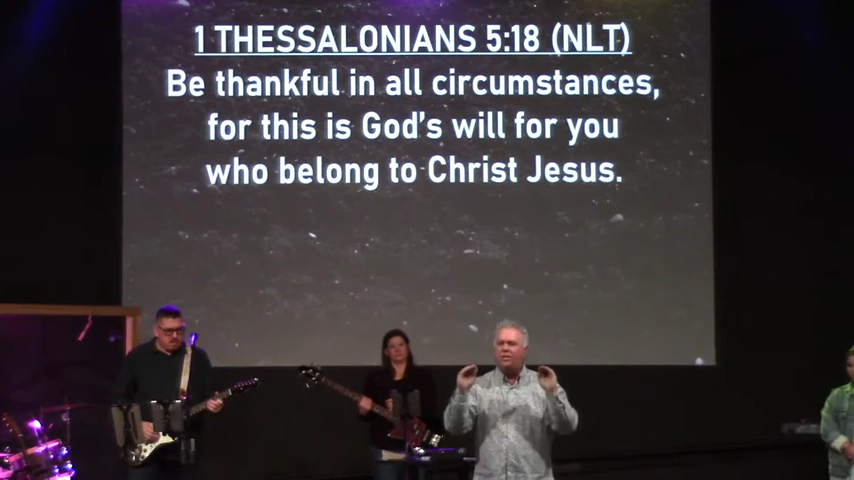 1 THESSALONIANS 5:18 (NLT)
Be thankful in all circumstances,
for this is God's will for you
who belong to Christ Jesus.